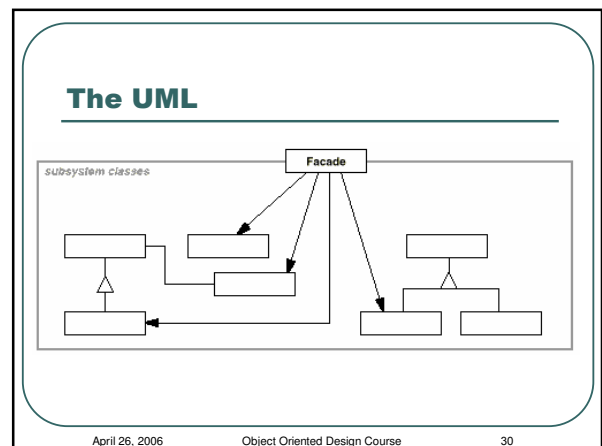 The UML
Facade
subsystem classes
April 26, 2006 Object Oriented Design Course 30